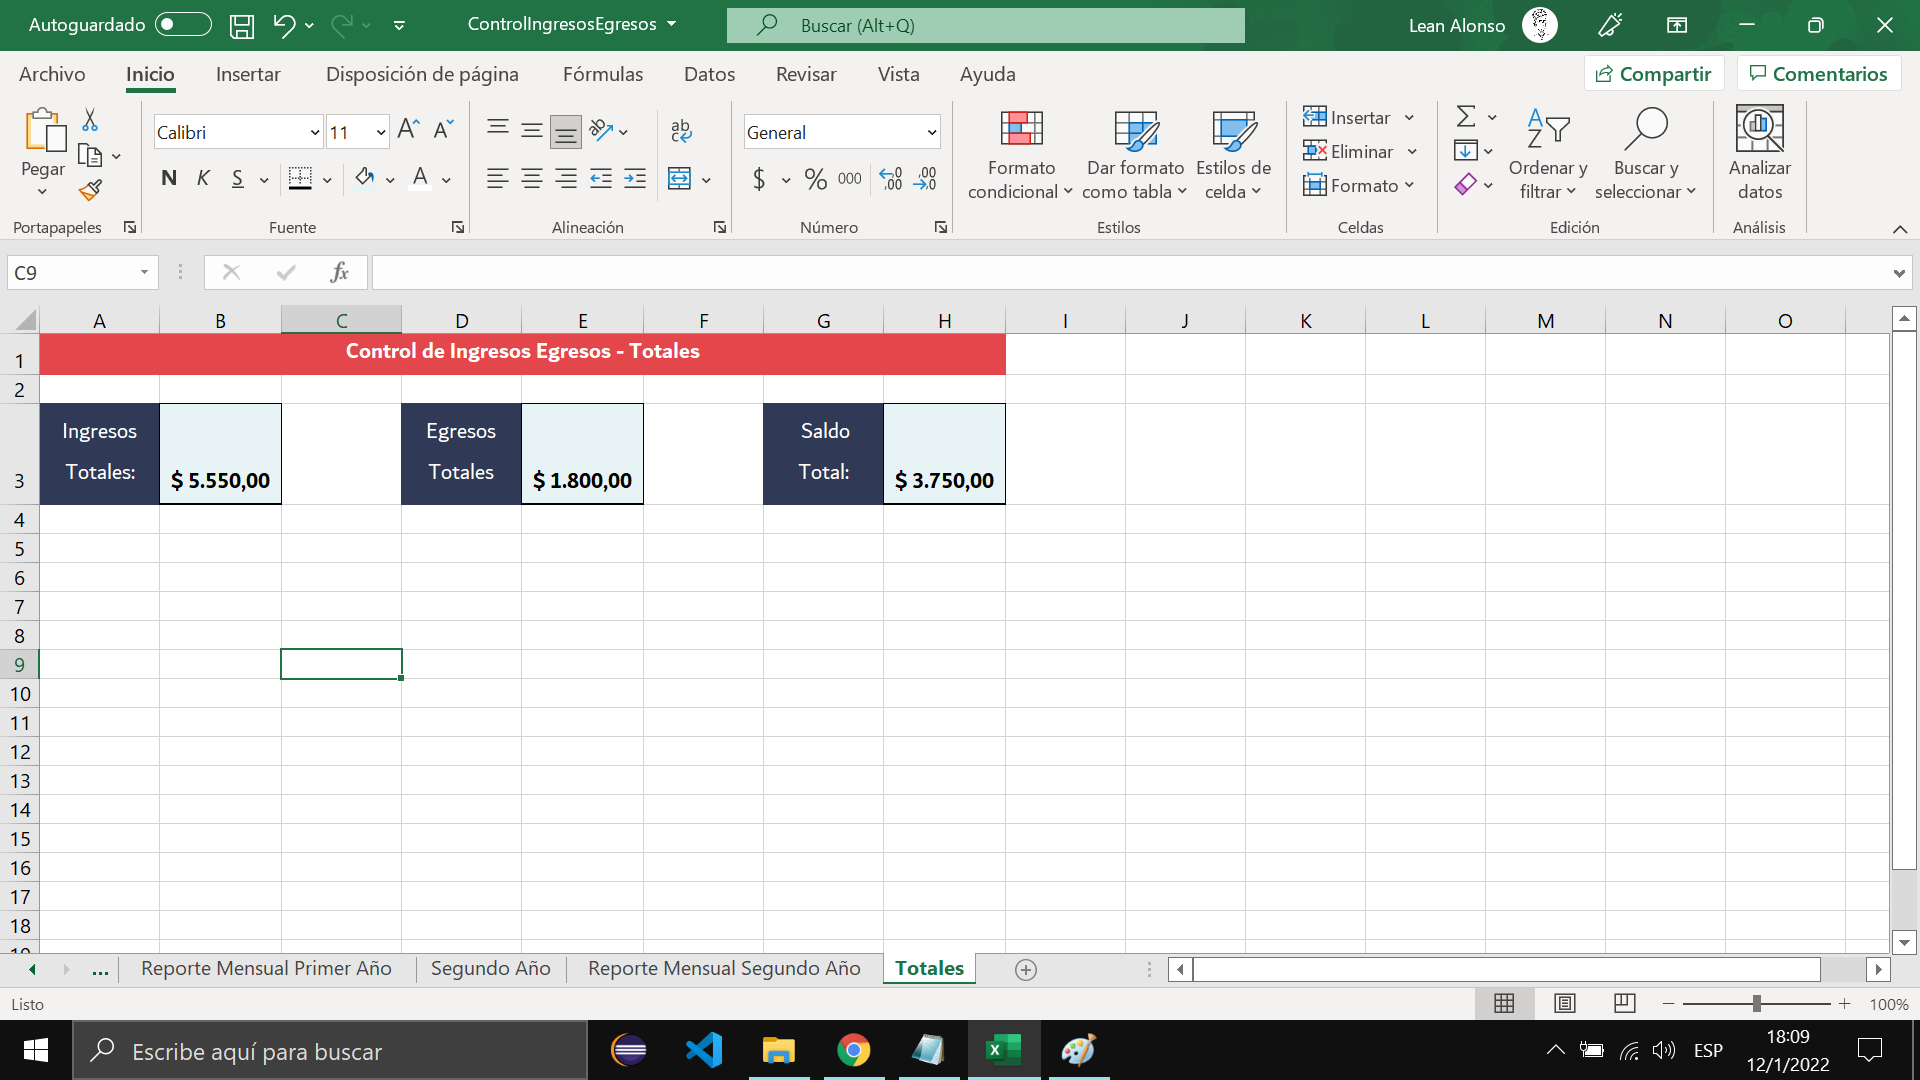 Autoguardado
ControlIngresosEgresos
Buscar (Alt+Q)
Lean Alonso
Archivo Inicio Insertar Disposición de página Fórmulas Datos Revisar Vista Ayuda
Compartir Comentarios
Pegar
Portapapeles
Calibri 11
N K S A
Fuente
ab
c
Alineación
General
$ % 000 ,00 ,00
Número
Formato
condicional
Dar formato
como tabla
Estilos de
celda
Estilos
Insertar
Eliminar
Formato
Celdas
Ordenar y
filtrar
Buscar y
seleccionar
Edición
Analizar
datos
Análisis
C9 fx
A B C D E F G H I J K L M N O
1 Control de Ingresos Egresos - Totales
2
3 Ingresos
Totales: $ 5.550,00
Egresos
Totales $ 1.800,00
Saldo
Total: $ 3.750,00
4
5
6
7
8
9
10
11
12
13
14
15
16
17
18
... Reporte Mensual Primer Año Segundo Año Reporte Mensual Segundo Año Totales
Listo 100%
Escribe aquí para buscar
ESP
18:09
12/1/2022